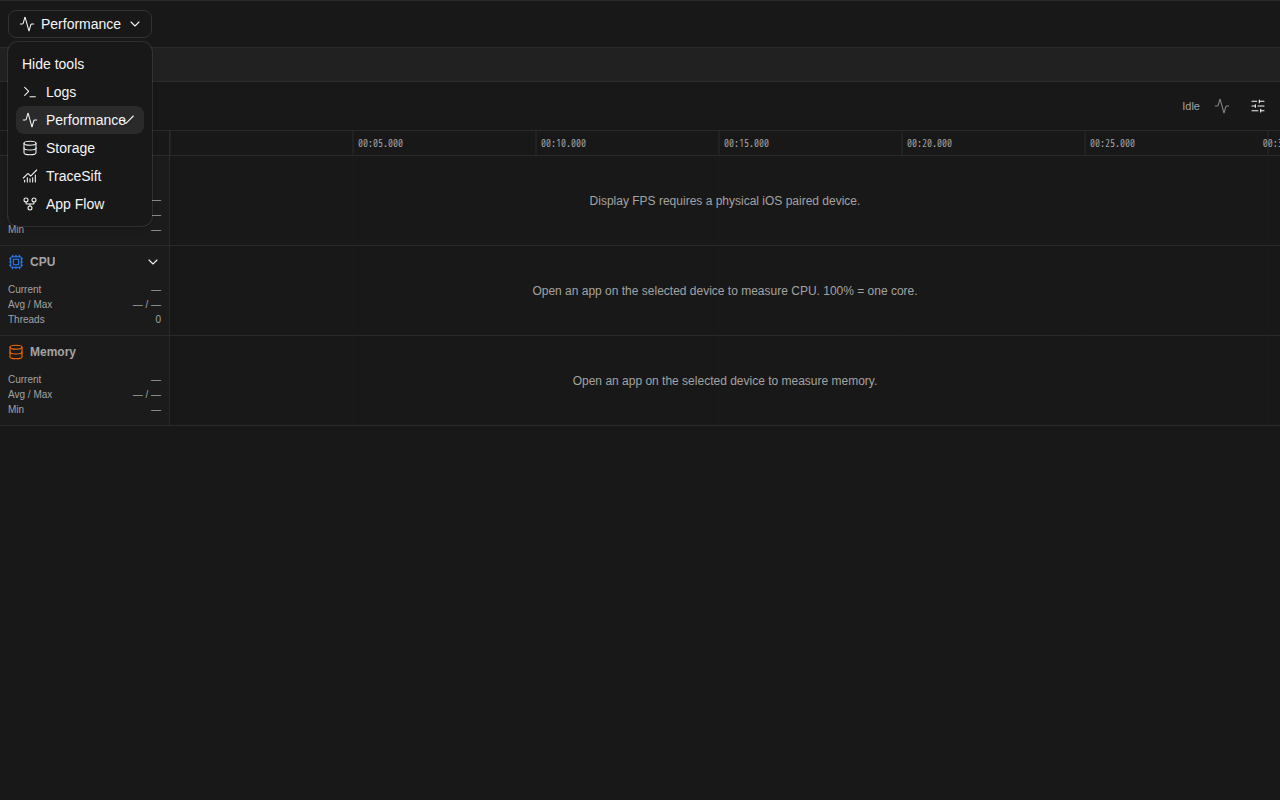 Performance
Hide tools
Logs
Performance
Storage
TraceSift
App Flow
Idle
00:05.000
00:10.000
00:15.000
00:20.000
00:25.000
—
—
Min —
Display FPS requires a physical iOS paired device.
CPU
Current —
Avg / Max — / —
Threads 0
Open an app on the selected device to measure CPU. 100% = one core.
Memory
Current —
Avg / Max — / —
Min —
Open an app on the selected device to measure memory.